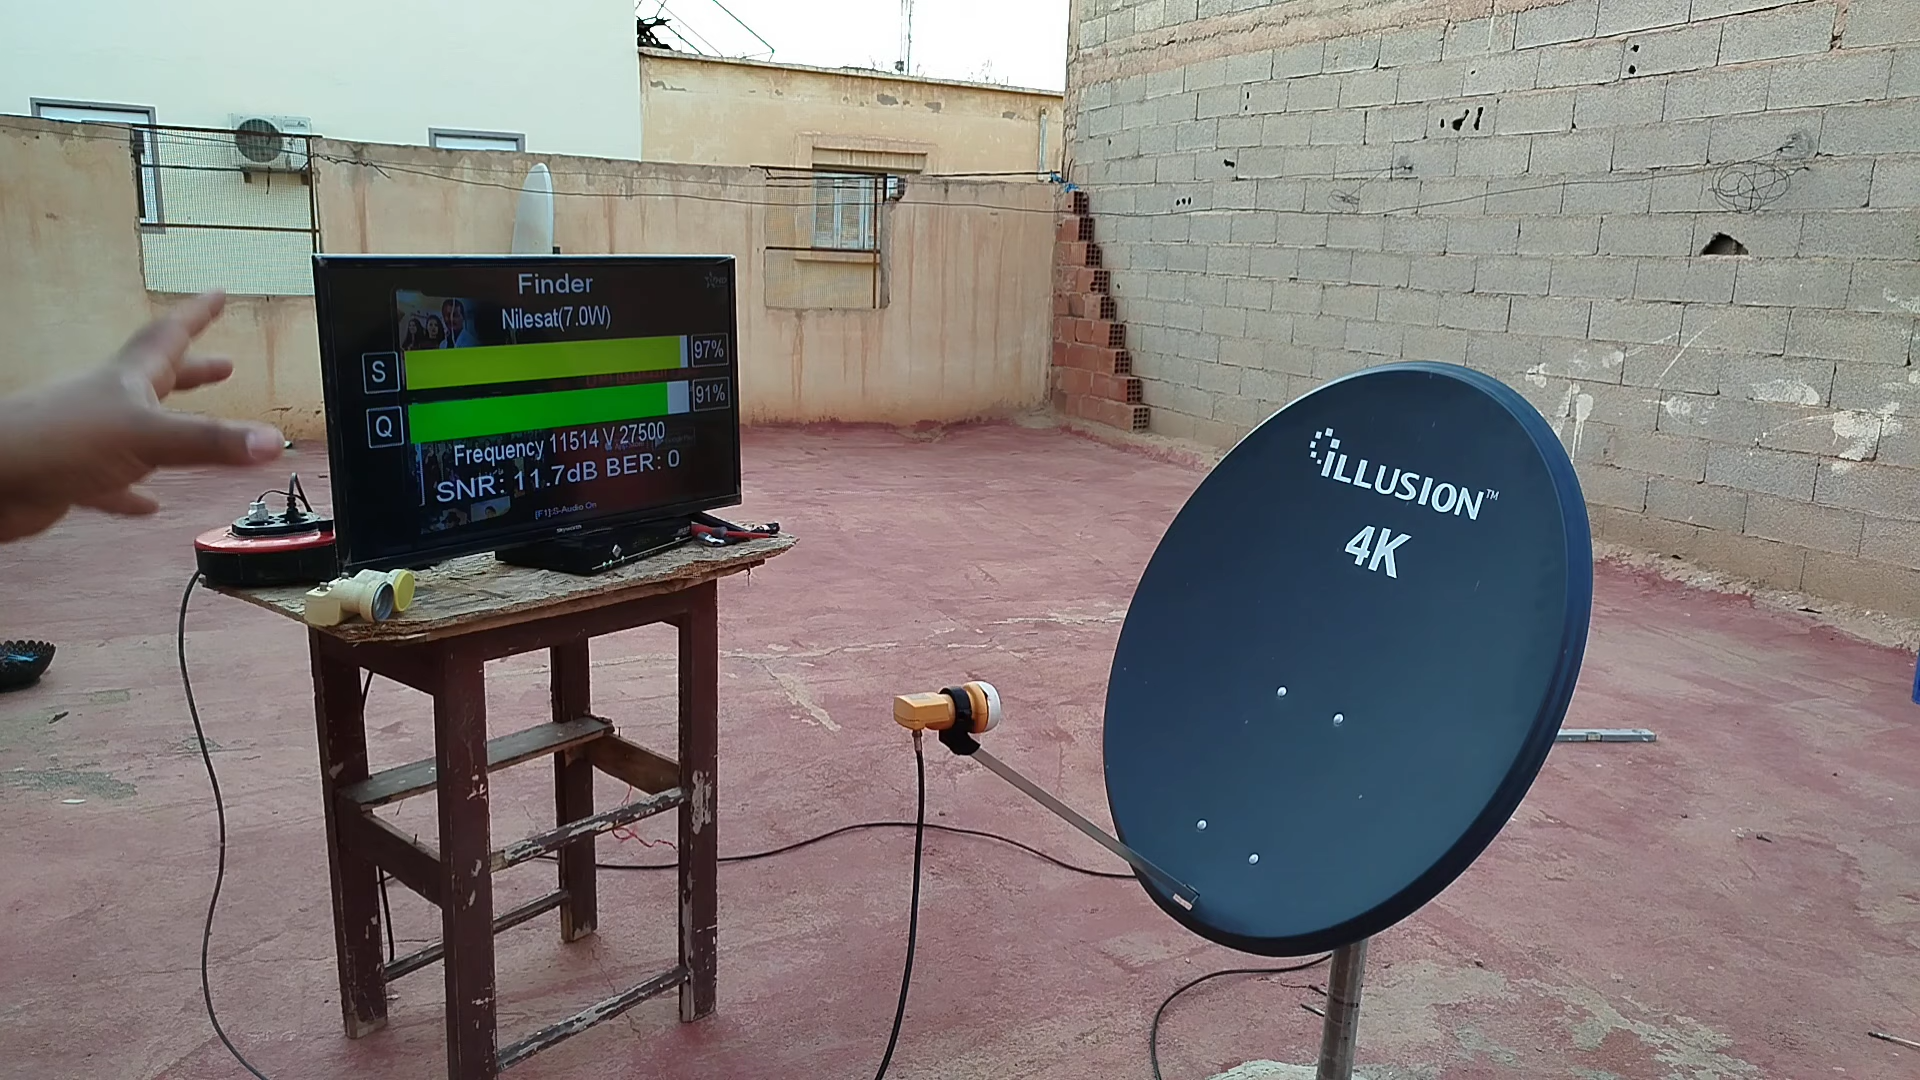 Finder
Nilesat(7.0W)
S 97%
Q 91%
Frequency 11514 V 27500
SNR: 11.7dB BER: 0
[F1]:S-Audio On
Skyworth
iLLUSION™
4K